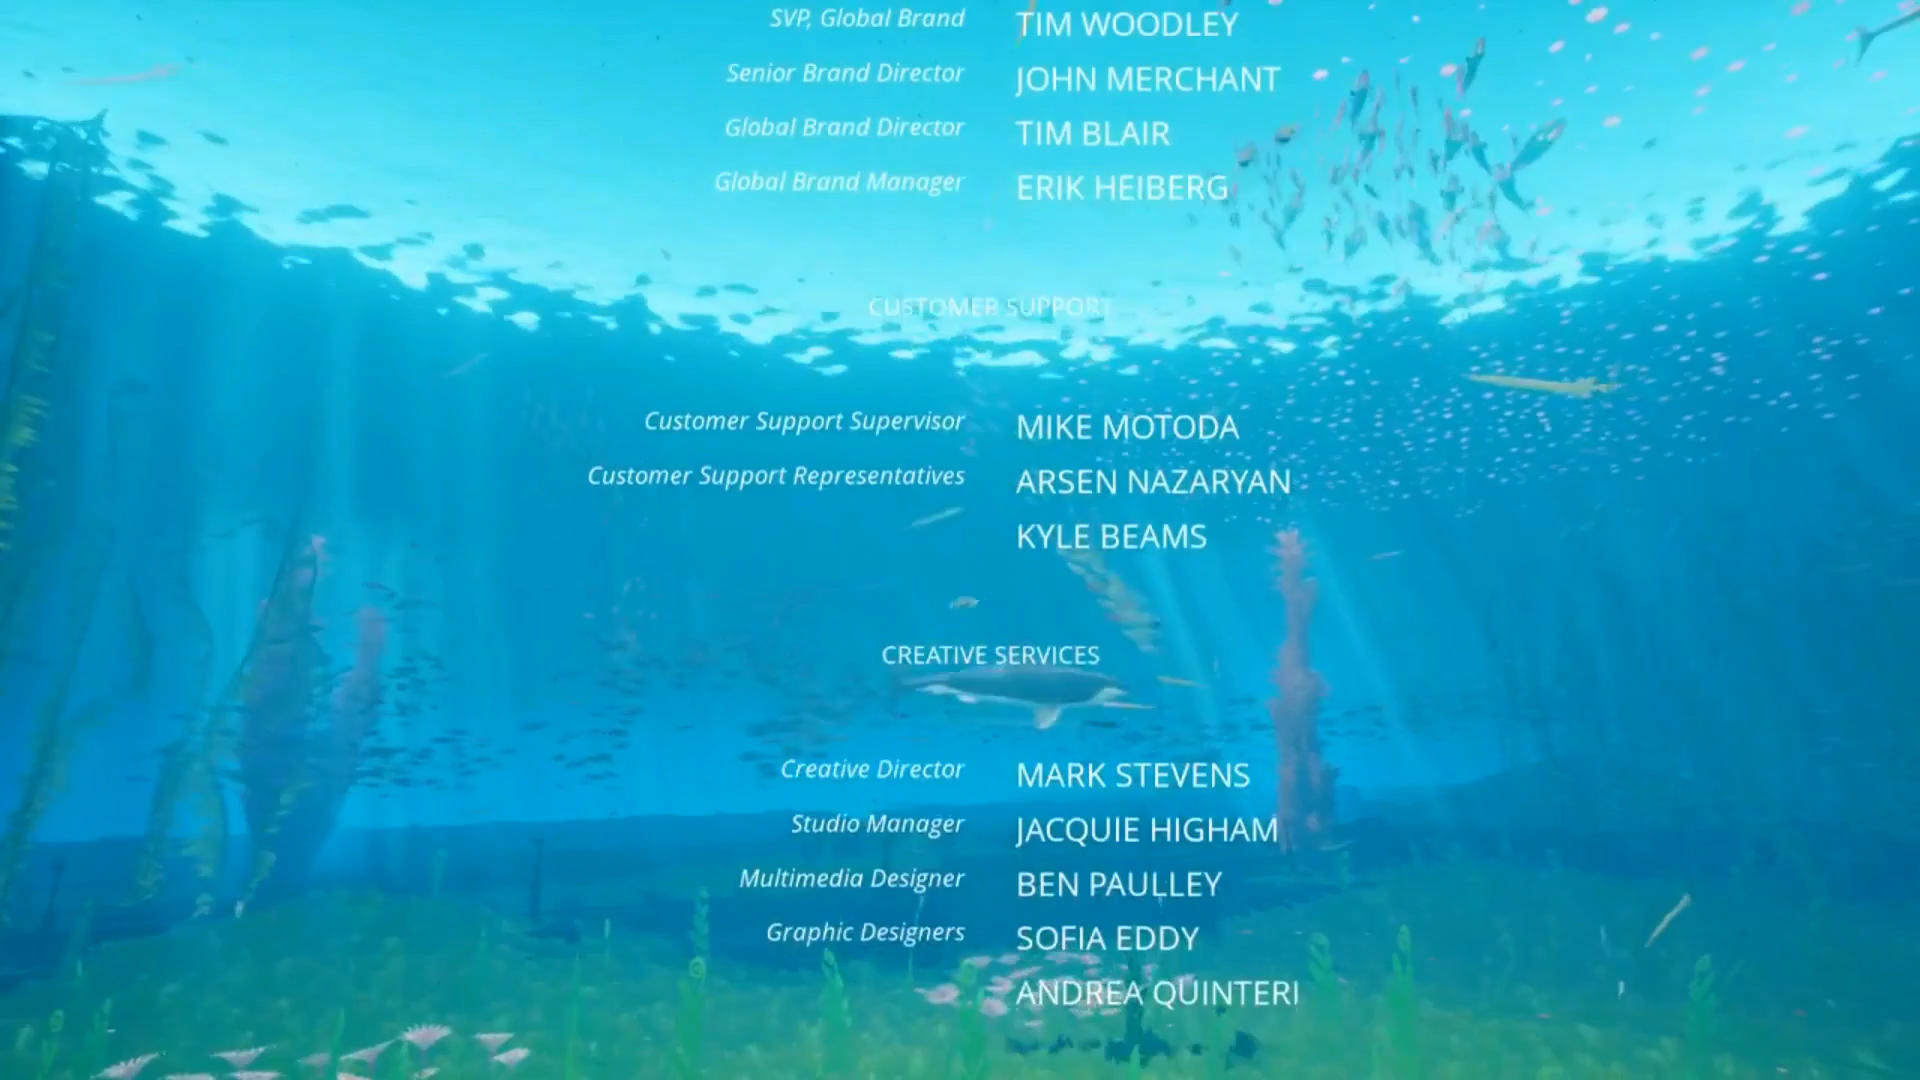 SVP, Global Brand TIM WOODLEY
Senior Brand Director JOHN MERCHANT
Global Brand Director TIM BLAIR
Global Brand Manager ERIK HEIBERG
CUSTOMER SUPPORT
Customer Support Supervisor MIKE MOTODA
Customer Support Representatives ARSEN NAZARYAN
KYLE BEAMS
CREATIVE SERVICES
Creative Director MARK STEVENS
Studio Manager JACQUIE HIGHAM
Multimedia Designer BEN PAULLEY
Graphic Designers SOFIA EDDY
ANDREA QUINTERI